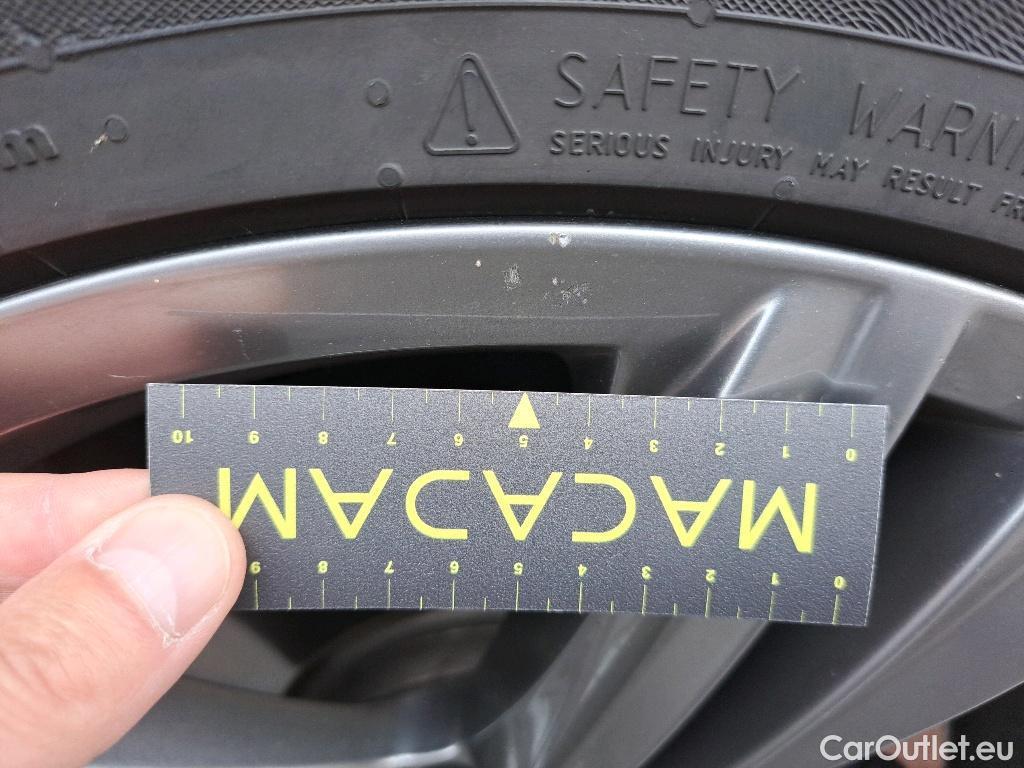 m
SAFETY WARNI
SERIOUS INJURY MAY RESULT FR
10 9 8 7 6 5 4 3 2 1 0
MACADAM
9 8 7 6 5 4 3 2 1 0
CarOutlet.eu